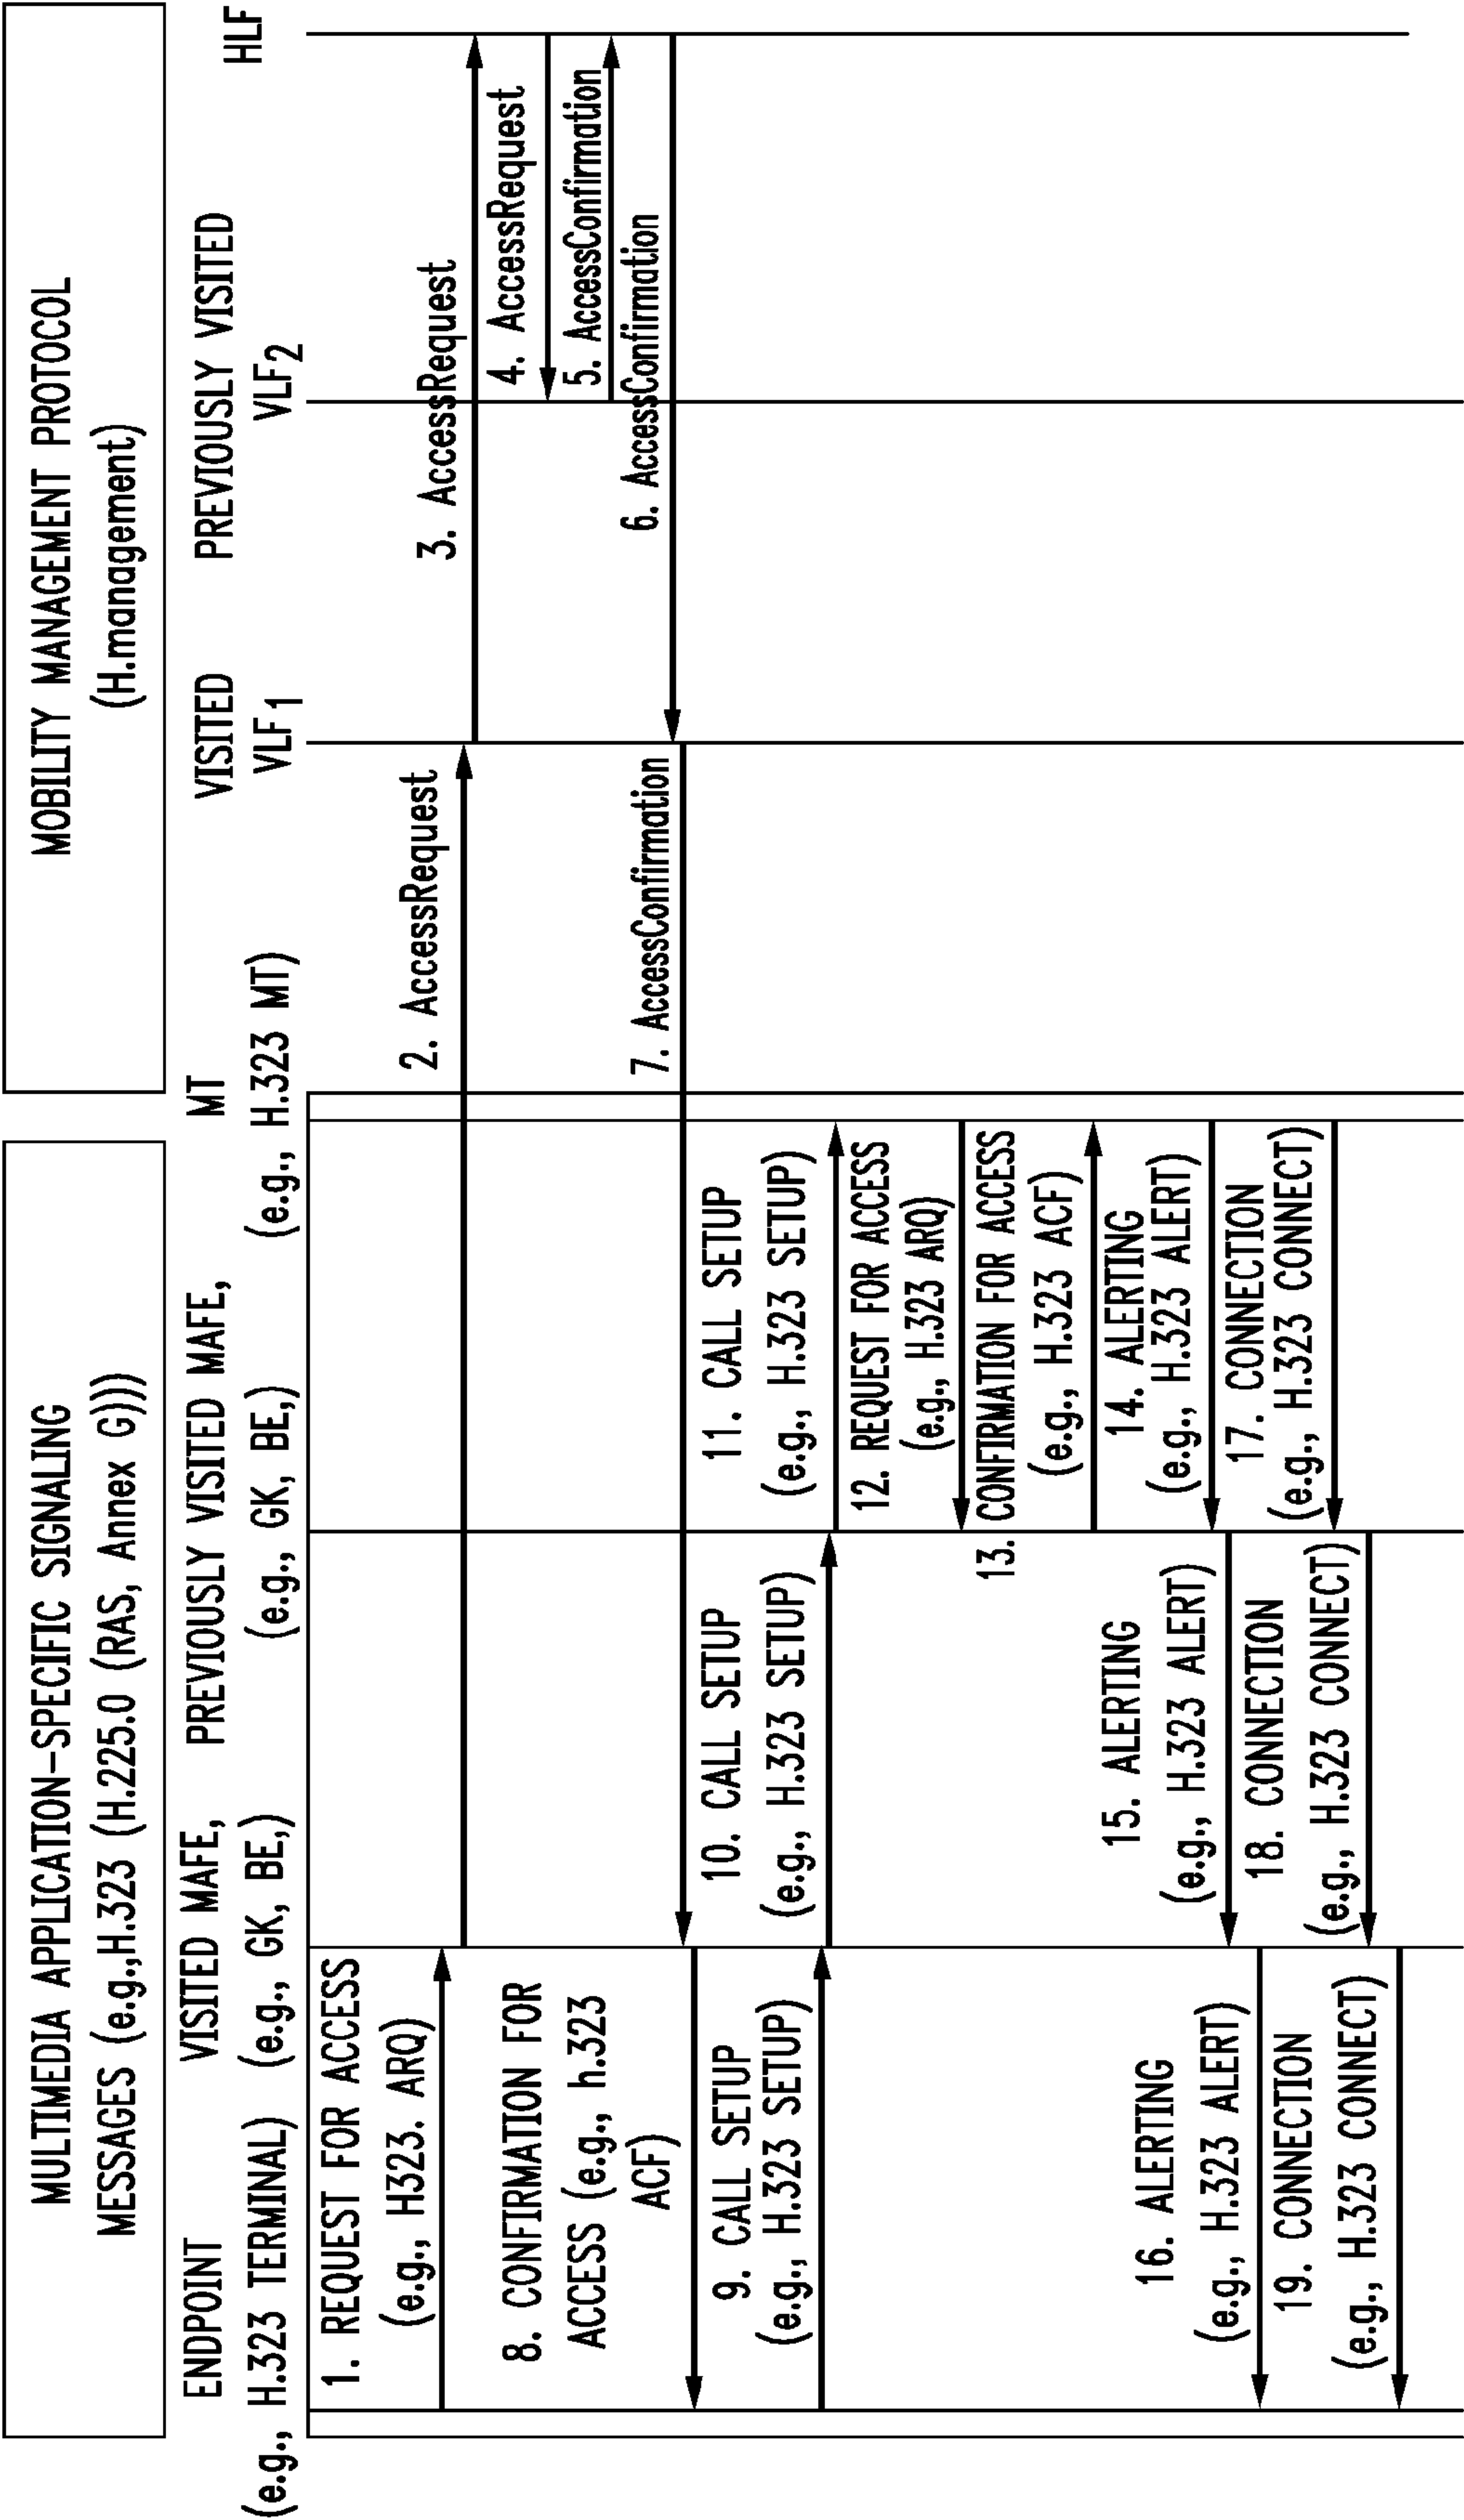 MULTIMEDIA APPLICATION-SPECIFIC SIGNALING
MESSAGES (e.g.,H.323 (H.225.0 (RAS, Annex G)))
MOBILITY MANAGEMENT PROTOCOL
(H.management)
ENDPOINT
(e.g., H.323 TERMINAL)
VISITED MAFE,
(e.g., GK, BE,)
PREVIOUSLY VISITED MAFE,
(e.g., GK, BE,)
MT
(e.g., H.323 MT)
VISITED
VLF1
PREVIOUSLY VISITED
VLF2
HLF
1. REQUEST FOR ACCESS
(e.g., H323. ARQ)
2. AccessRequest
3. AccessRequest
4. AccessRequest
5. AccessConfirmation
6. AccessConfirmation
7. AccessConfirmation
8. CONFIRMATION FOR
ACCESS (e.g., h.323
ACF)
9. CALL SETUP
(e.g., H.323 SETUP)
10. CALL SETUP
(e.g., H.323 SETUP)
11. CALL SETUP
(e.g., H.323 SETUP)
12. REQUEST FOR ACCESS
(e.g., H.323 ARQ)
13. CONFIRMATION FOR ACCESS
(e.g., H.323 ACF)
14. ALERTING
(e.g., H.323 ALERT)
15. ALERTING
(e.g., H.323 ALERT)
16. ALERTING
(e.g., H.323 ALERT)
17. CONNECTION
(e.g., H.323 CONNECT)
18. CONNECTION
(e.g., H.323 CONNECT)
19. CONNECTION
(e.g., H.323 CONNECT)